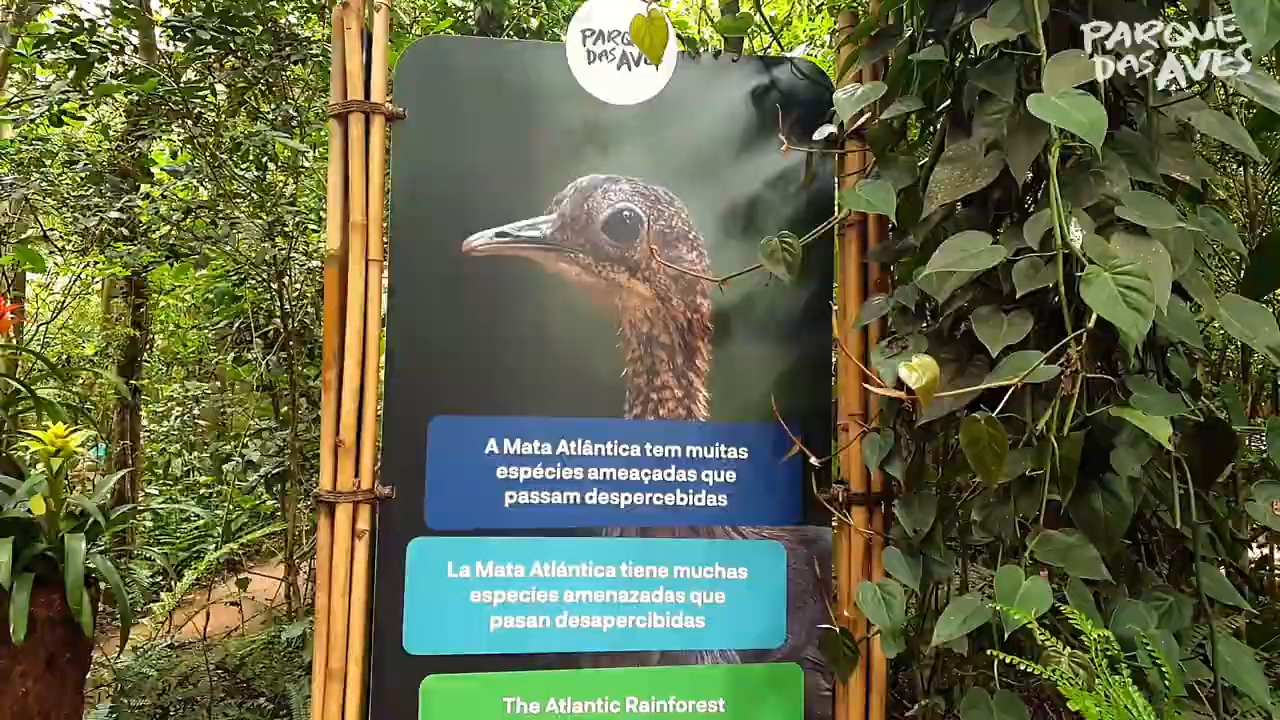 PARQUE
DAS AVES
PARQUE
DAS AVES
A Mata Atlântica tem muitas
espécies ameaçadas que
passam despercebidas
La Mata Atlántica tiene muchas
especies amenazadas que
pasan desapercibidas
The Atlantic Rainforest